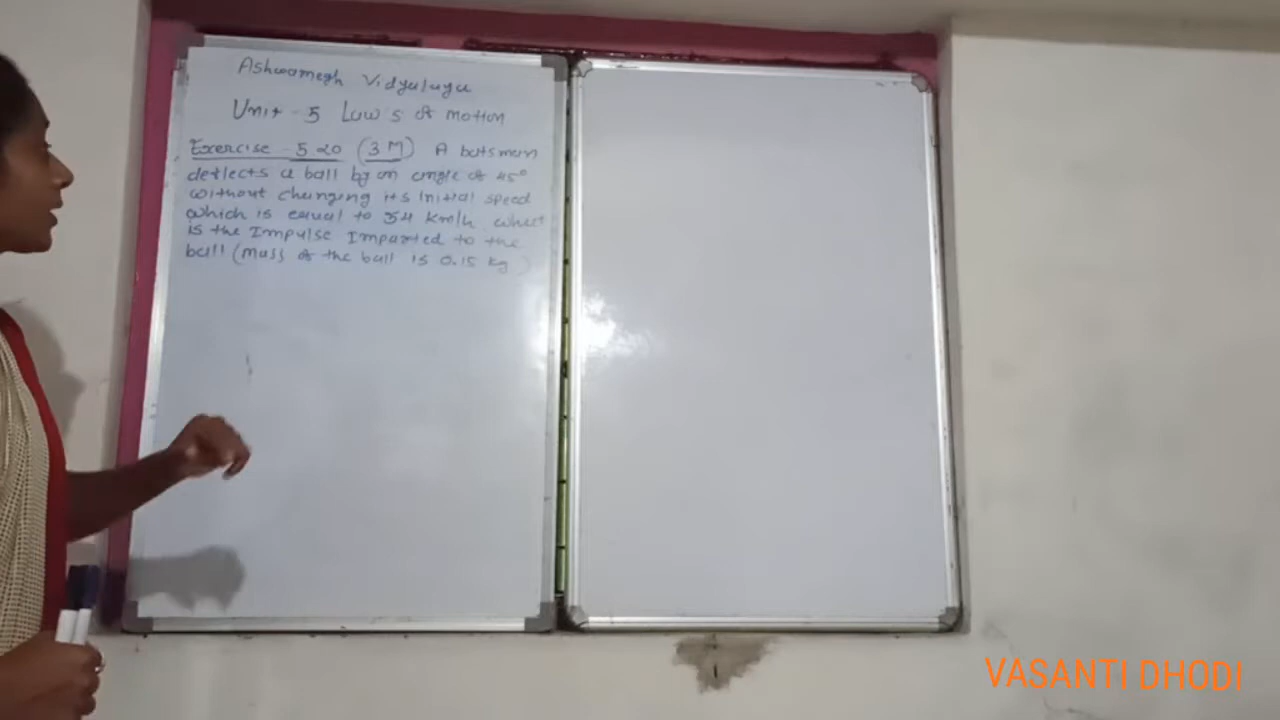 Ashwamegh Vidyalaya
Unit - 5 Law's of motion
Exercise - 5.20 (3 M) A batsman
deflects a ball by an angle of 45°
without changing its initial speed
which is equal to 54 km/h what
is the Impulse Imparted to the
ball (mass of the ball is 0.15 kg)
VASANTI DHODI